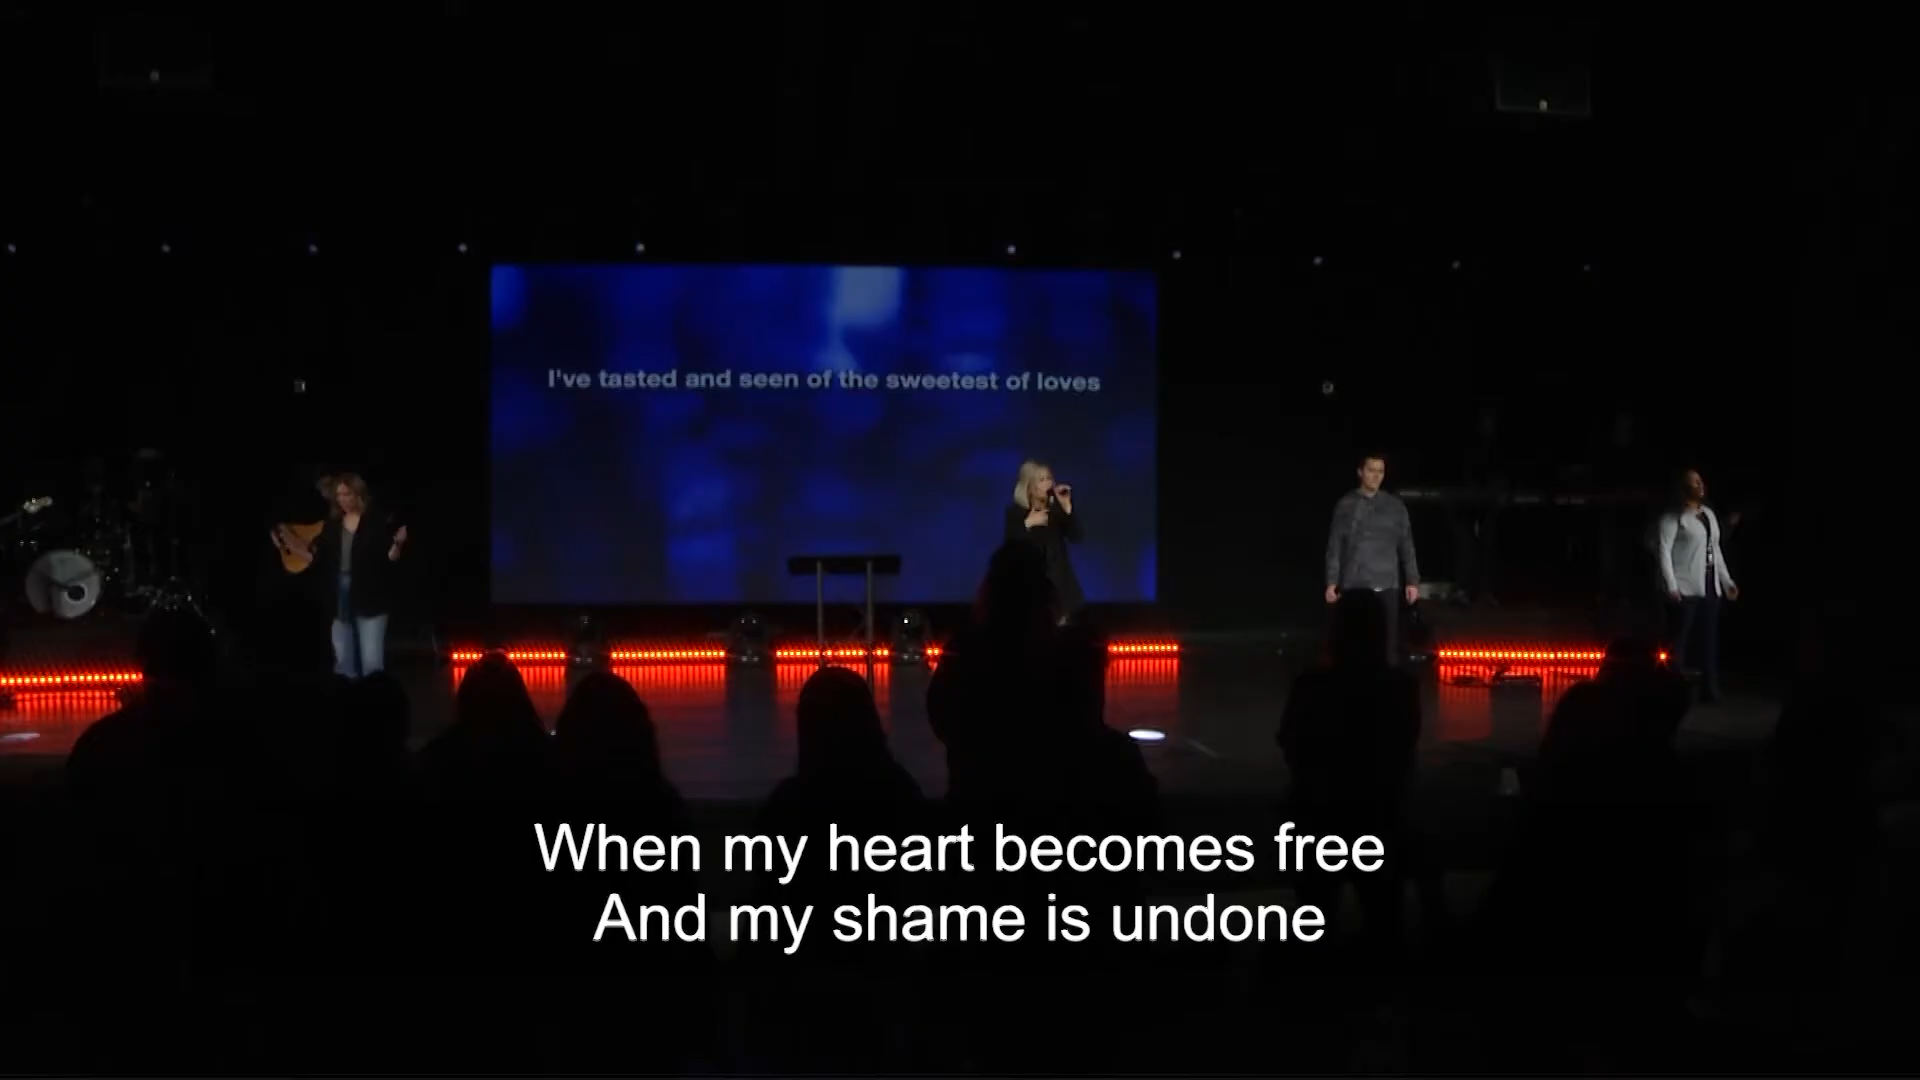 I've tasted and seen of the sweetest of loves
When my heart becomes free
And my shame is undone